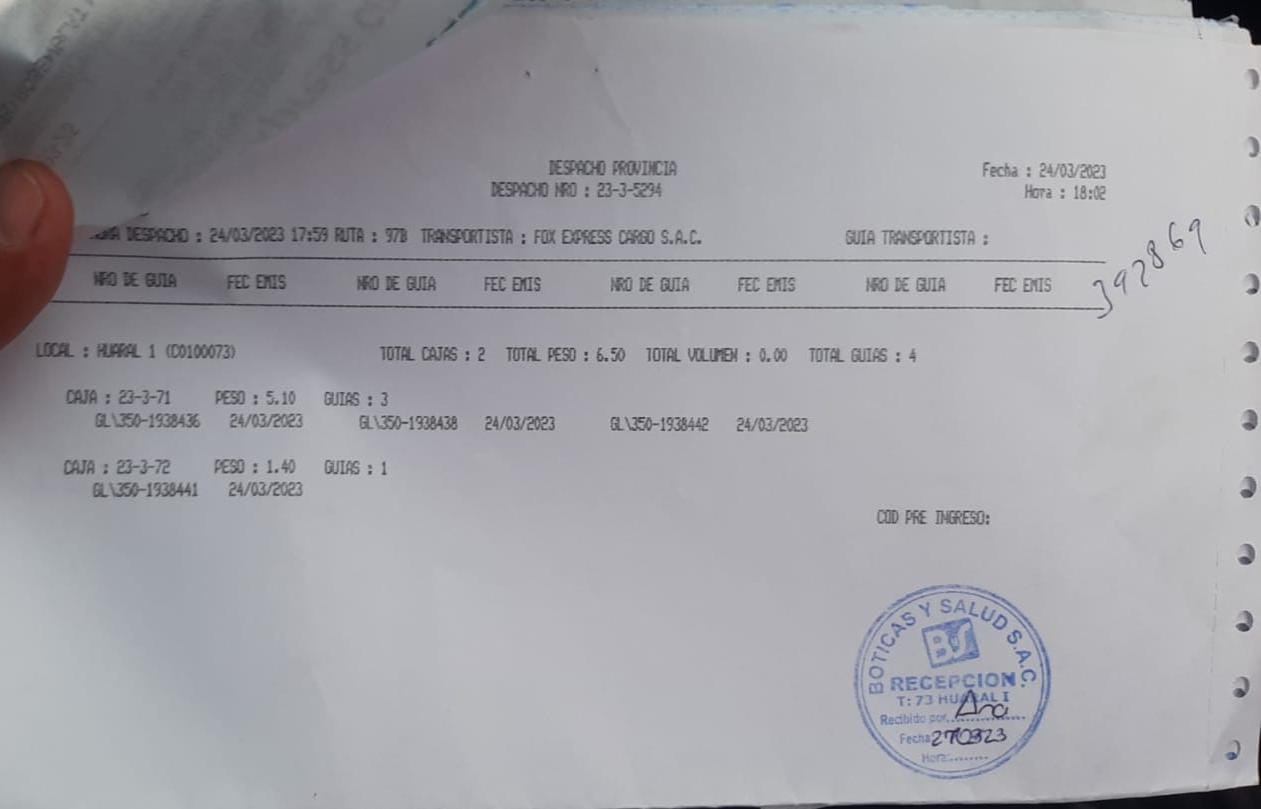 DESPACHO PROVINCIA
DESPACHO NRO : 23-3-5294
Fecha : 24/03/2023
Hora : 18:02
DESPACHO : 24/03/2023 17:59 RUTA : 97B TRANSPORTISTA : FOX EXPRESS CARGO S.A.C. GUIA TRANSPORTISTA :
392869
NRO DE GUIA FEC EMIS NRO DE GUIA FEC EMIS NRO DE GUIA FEC EMIS NRO DE GUIA FEC EMIS
LOCAL : HUARAL 1 (C0100073) TOTAL CAJAS : 2 TOTAL PESO : 6.50 TOTAL VOLUMEN : 0.00 TOTAL GUIAS : 4
CAJA : 23-3-71 PESO : 5.10 GUIAS : 3
GL\350-1938436 24/03/2023 GL\350-1938438 24/03/2023 GL\350-1938442 24/03/2023
CAJA : 23-3-72 PESO : 1.40 GUIAS : 1
GL\350-1938441 24/03/2023
COD PRE INGRESO:
BOTICAS Y SALUD S.A.C.
BS
RECEPCION
T: 73 HUARAL I
Recibido por Ana
Fecha 270323
Hora: